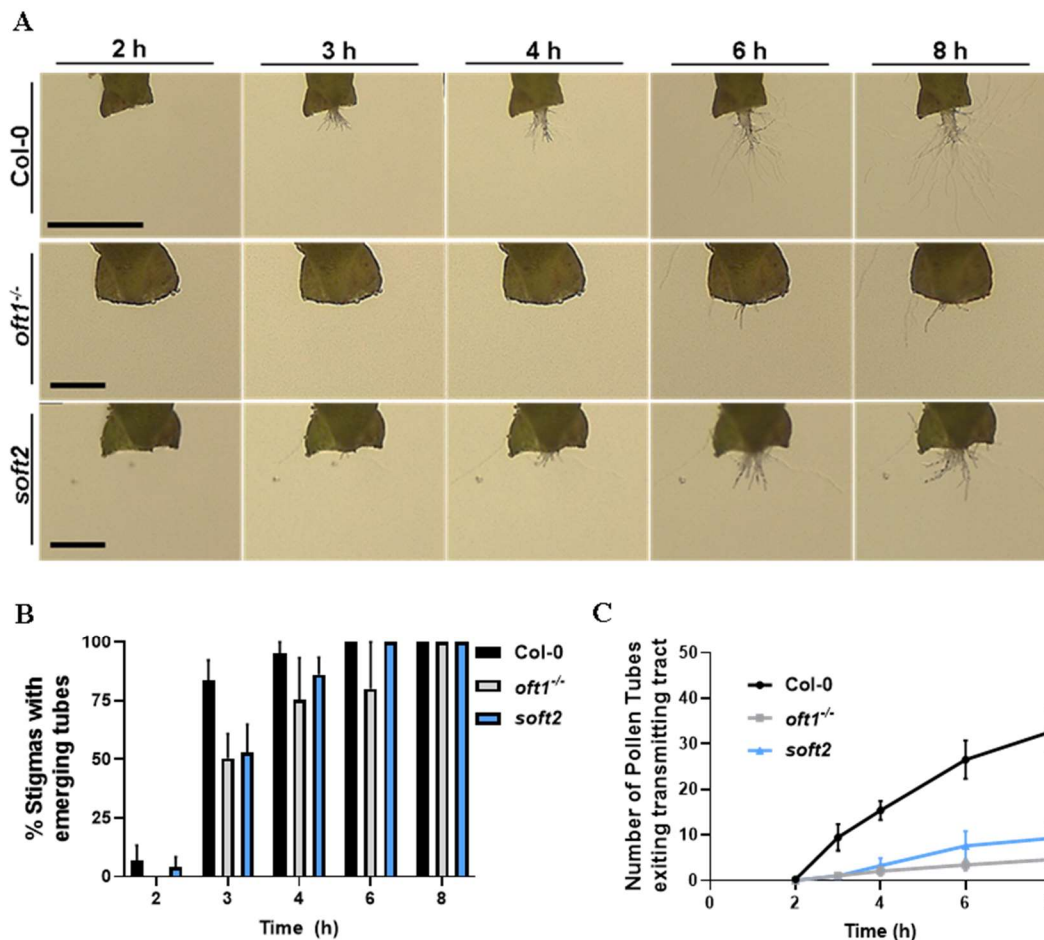 A
2 h 3 h 4 h 6 h 8 h
Col-0
oft1-/-
soft2
B
% Stigmas with
emerging tubes
100
75
50
25
0
2 3 4 6 8
Time (h)
Col-0
oft1-/-
soft2
C
Number of Pollen Tubes
exiting transmitting tract
50
40
30
20
10
0
0 2 4 6
Time (h)
Col-0
oft1-/-
soft2